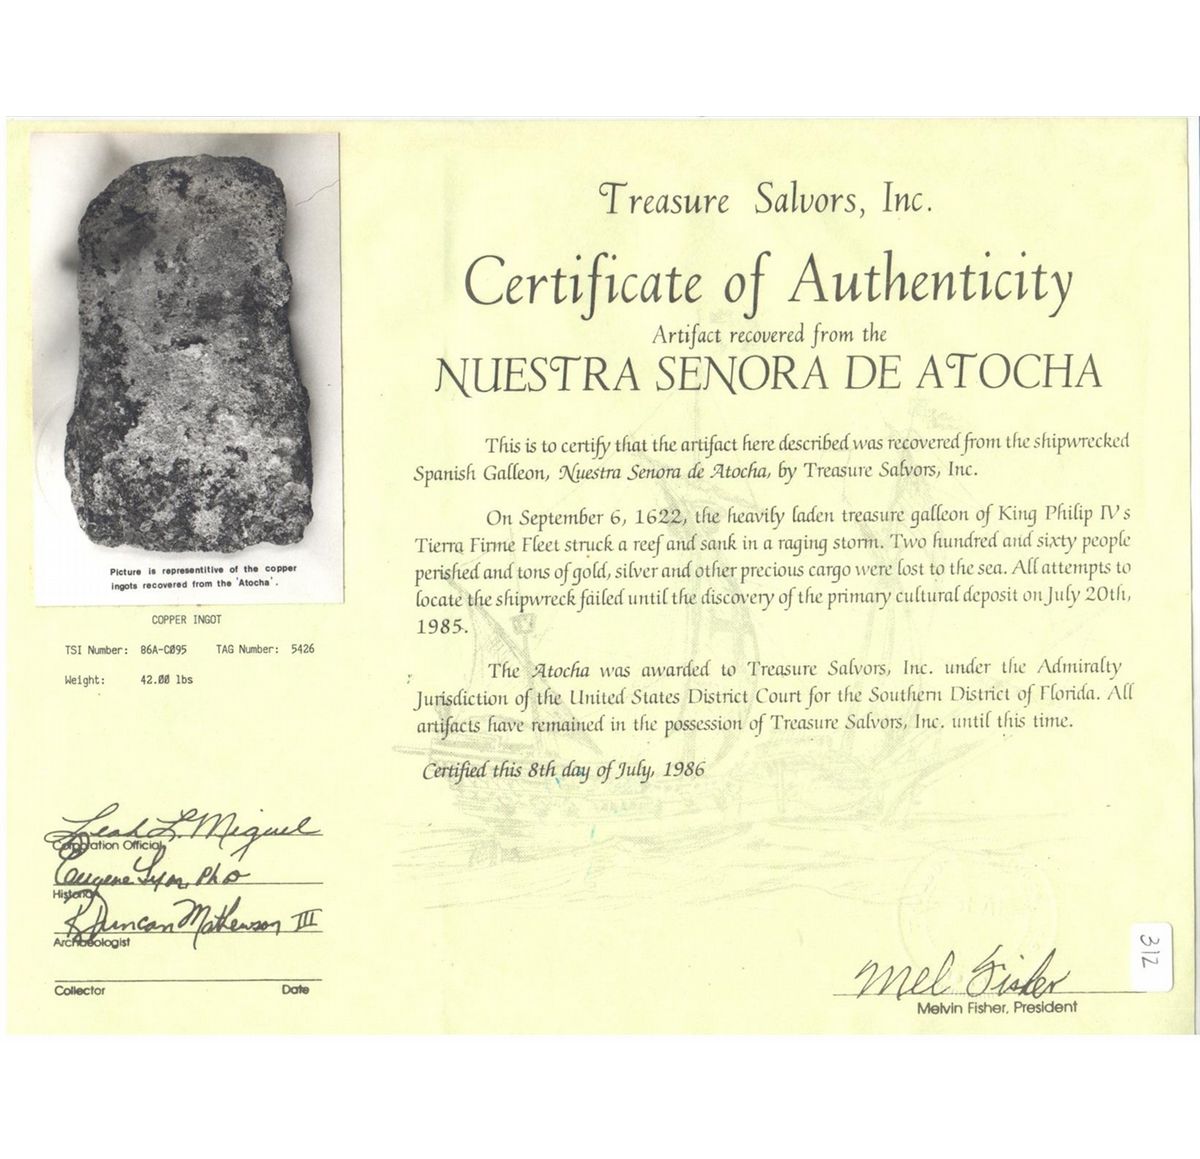 Treasure Salvors, Inc.
Certificate of Authenticity
Artifact recovered from the
NUESTRA SENORA DE ATOCHA
This is to certify that the artifact here described was recovered from the shipwrecked
Spanish Galleon, Nuestra Senora de Atocha, by Treasure Salvors, Inc.
On September 6, 1622, the heavily laden treasure galleon of King Philip IV's
Tierra Firme Fleet struck a reef and sank in a raging storm. Two hundred and sixty people
perished and tons of gold, silver and other precious cargo were lost to the sea. All attempts to
locate the shipwreck failed until the discovery of the primary cultural deposit on July 20th,
1985.
The Atocha was awarded to Treasure Salvors, Inc. under the Admiralty
Jurisdiction of the United States District Court for the Southern District of Florida. All
artifacts have remained in the possession of Treasure Salvors, Inc. until this time.
Certified this 8th day of July, 1986
Picture is representitive of the copper
ingots recovered from the 'Atocha'.
COPPER INGOT
TSI Number: 86A-C095 TAG Number: 5426
Weight: 42.00 lbs
Leah L. Miguel
Corporation Official
Eugene Lyon, PhD
Historian
R Duncan Mathewson III
Archaeologist
Collector Date
Mel Fisher
Melvin Fisher, President
312